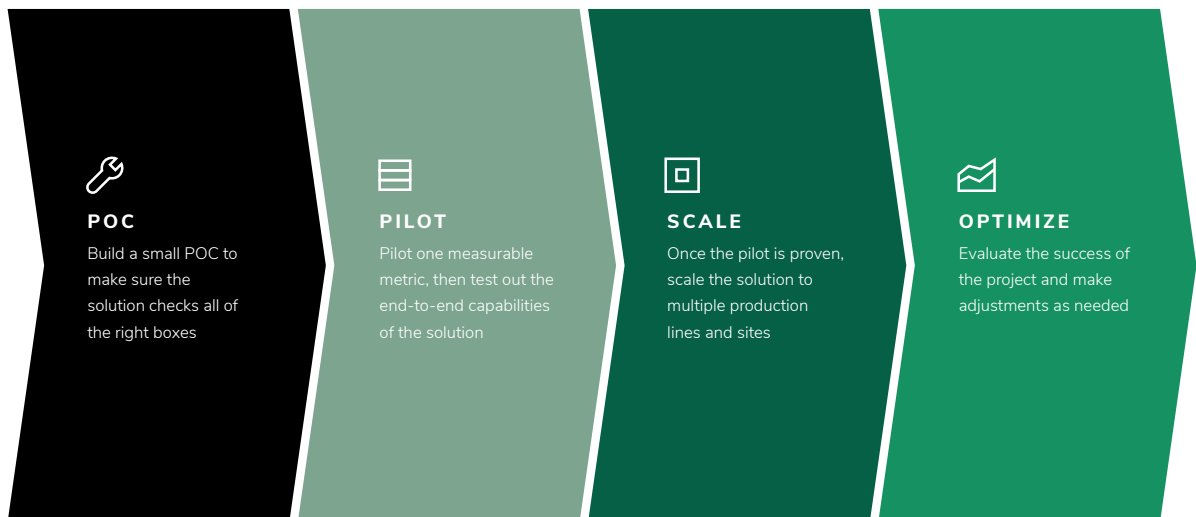 POC
Build a small POC to
make sure the
solution checks all of
the right boxes
PILOT
Pilot one measurable
metric, then test out the
end-to-end capabilities
of the solution
SCALE
Once the pilot is proven,
scale the solution to
multiple production
lines and sites
OPTIMIZE
Evaluate the success of
the project and make
adjustments as needed